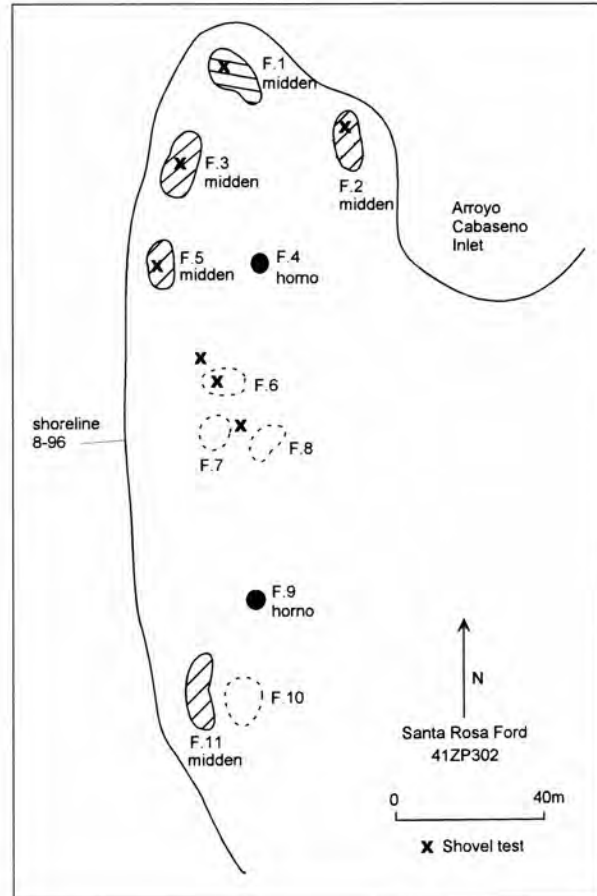 X
F.1
midden
X
F.2
midden
X
F.3
midden
Arroyo
Cabaseno
Inlet
X
F.5
midden
F.4
horno
X
X
F.6
X
F.7
F.8
shoreline
8-96
F.9
horno
F.10
F.11
midden
N
Santa Rosa Ford
41ZP302
0 40m
X Shovel test